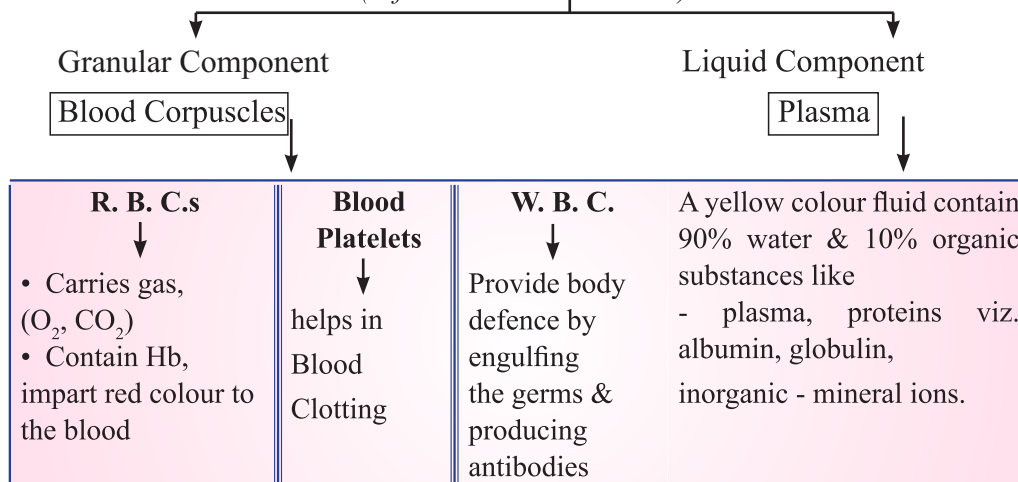 Granular Component
Liquid Component
Blood Corpuscles
Plasma
R. B. C.s
• Carries gas,
(O₂, CO₂)
• Contain Hb,
impart red colour to
the blood
Blood
Platelets
helps in
Blood
Clotting
W. B. C.
Provide body
defence by
engulfing
the germs &
producing
antibodies
A yellow colour fluid contain
90% water & 10% organic
substances like
- plasma, proteins viz.
albumin, globulin,
inorganic - mineral ions.